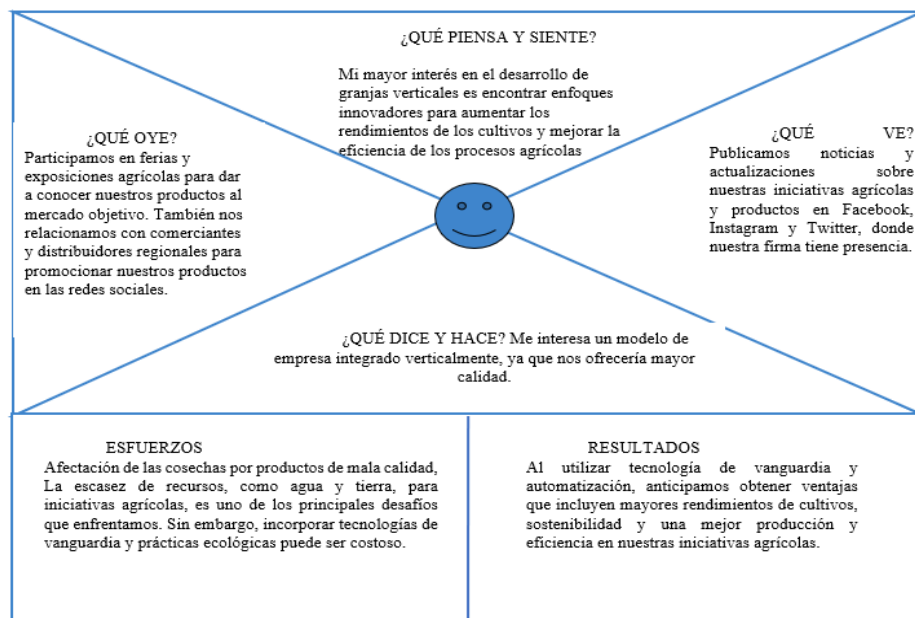 ¿QUÉ PIENSA Y SIENTE?
Mi mayor interés en el desarrollo de
granjas verticales es encontrar enfoques
innovadores para aumentar los
rendimientos de los cultivos y mejorar la
eficiencia de los procesos agrícolas
¿QUÉ OYE?
Participamos en ferias y
exposiciones agrícolas para dar
a conocer nuestros productos al
mercado objetivo. También nos
relacionamos con comerciantes
y distribuidores regionales para
promocionar nuestros productos
en las redes sociales.
¿QUÉ VE?
Publicamos noticias y
actualizaciones sobre
nuestras iniciativas agrícolas
y productos en Facebook,
Instagram y Twitter, donde
nuestra firma tiene presencia.
¿QUÉ DICE Y HACE? Me interesa un modelo de
empresa integrado verticalmente, ya que nos ofrecería mayor
calidad.
ESFUERZOS
Afectación de las cosechas por productos de mala calidad,
La escasez de recursos, como agua y tierra, para
iniciativas agrícolas, es uno de los principales desafíos
que enfrentamos. Sin embargo, incorporar tecnologías de
vanguardia y prácticas ecológicas puede ser costoso.
RESULTADOS
Al utilizar tecnología de vanguardia y
automatización, anticipamos obtener ventajas
que incluyen mayores rendimientos de cultivos,
sostenibilidad y una mejor producción y
eficiencia en nuestras iniciativas agrícolas.